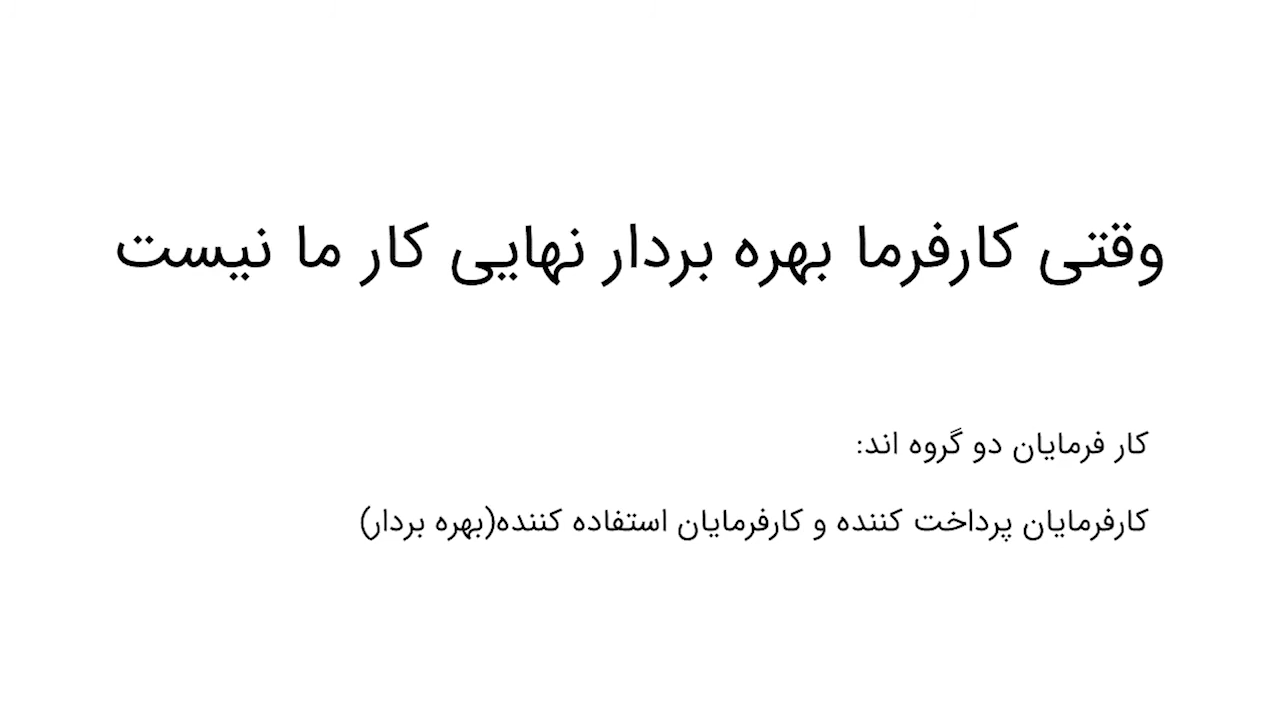 وقتی کارفرما بهره بردار نهایی کار ما نیست
کار فرمایان دو گروه اند:
کارفرمایان پرداخت کننده و کارفرمایان استفاده کننده(بهره بردار)